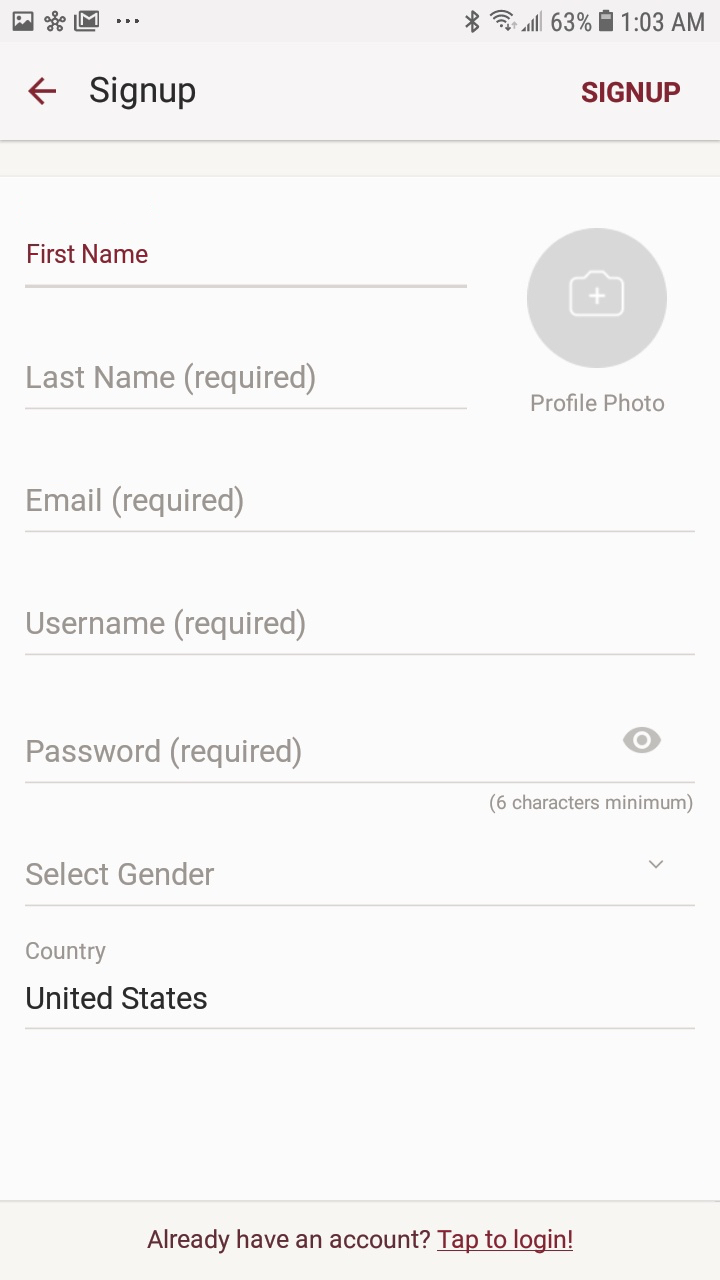 63% 1:03 AM
Signup SIGNUP
First Name
Last Name (required)
Profile Photo
Email (required)
Username (required)
Password (required)
(6 characters minimum)
Select Gender
Country
United States
Already have an account? Tap to login!